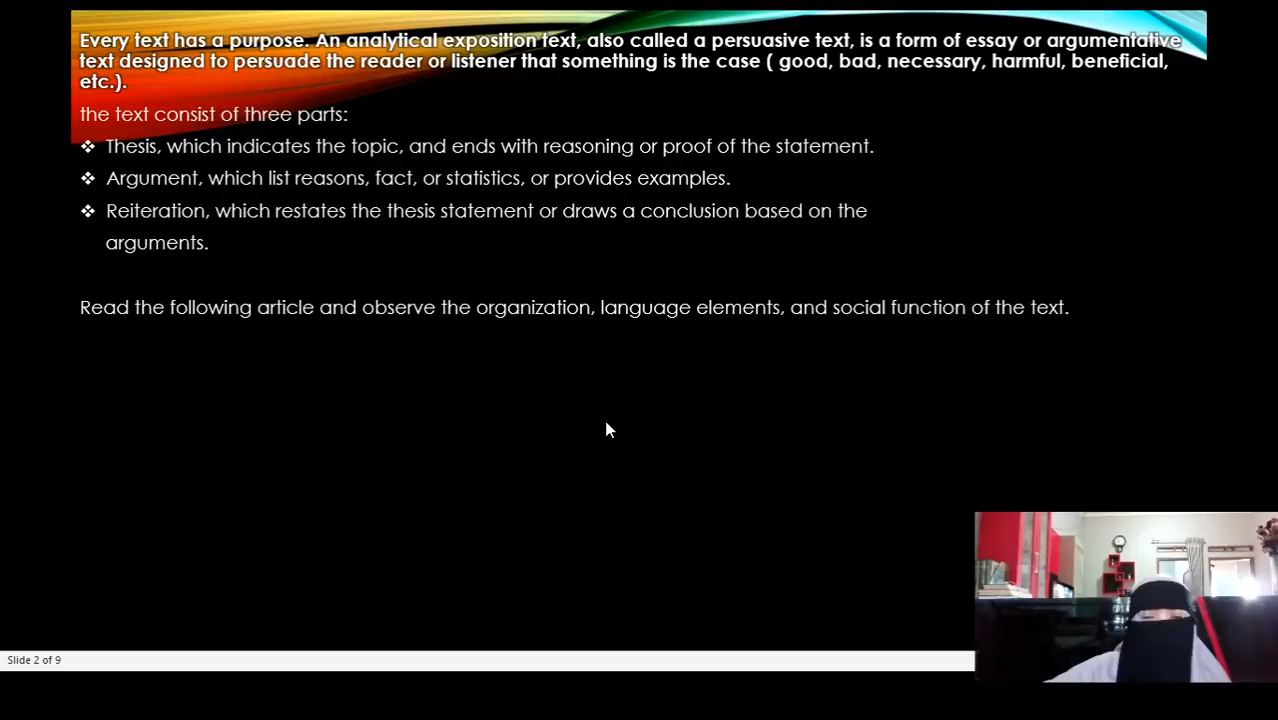 Every text has a purpose. An analytical exposition text, also called a persuasive text, is a form of essay or argumentative
text designed to persuade the reader or listener that something is the case ( good, bad, necessary, harmful, beneficial,
etc.).
the text consist of three parts:
❖ Thesis, which indicates the topic, and ends with reasoning or proof of the statement.
❖ Argument, which list reasons, fact, or statistics, or provides examples.
❖ Reiteration, which restates the thesis statement or draws a conclusion based on the
arguments.
Read the following article and observe the organization, language elements, and social function of the text.
Slide 2 of 9